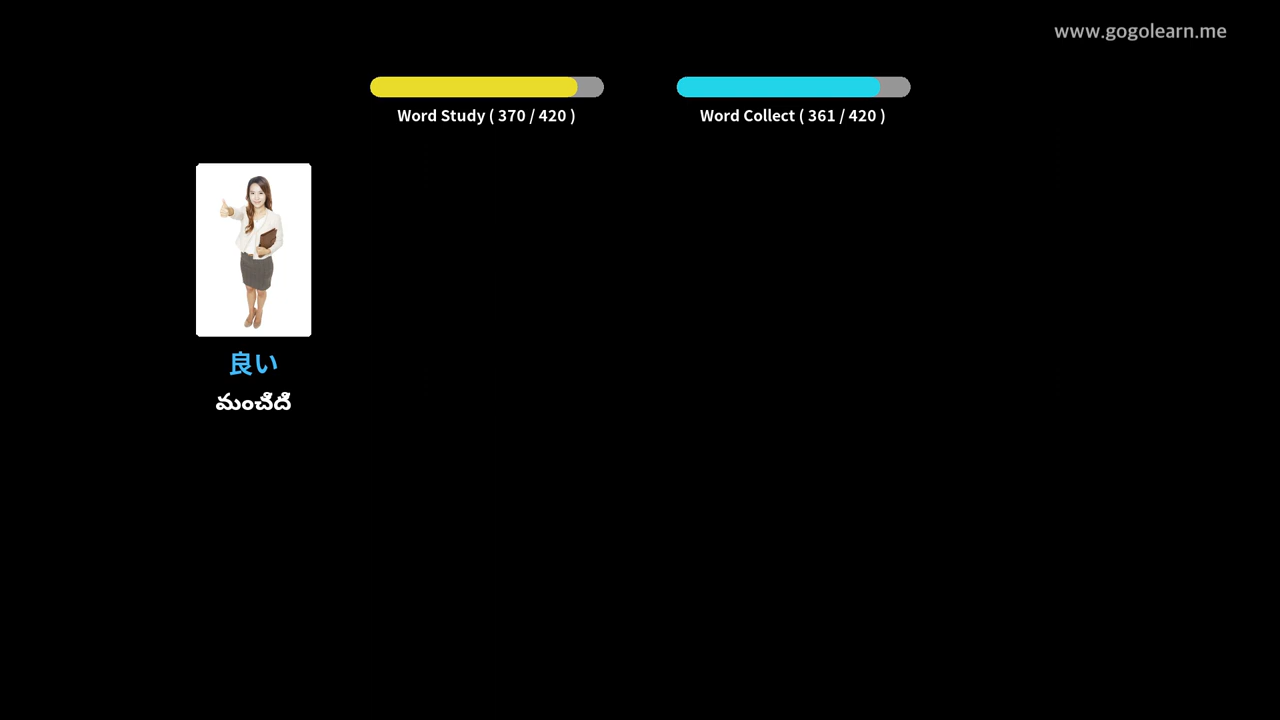 www.gogolearn.me
Word Study ( 370 / 420 )
Word Collect ( 361 / 420 )
良い
మంచిది